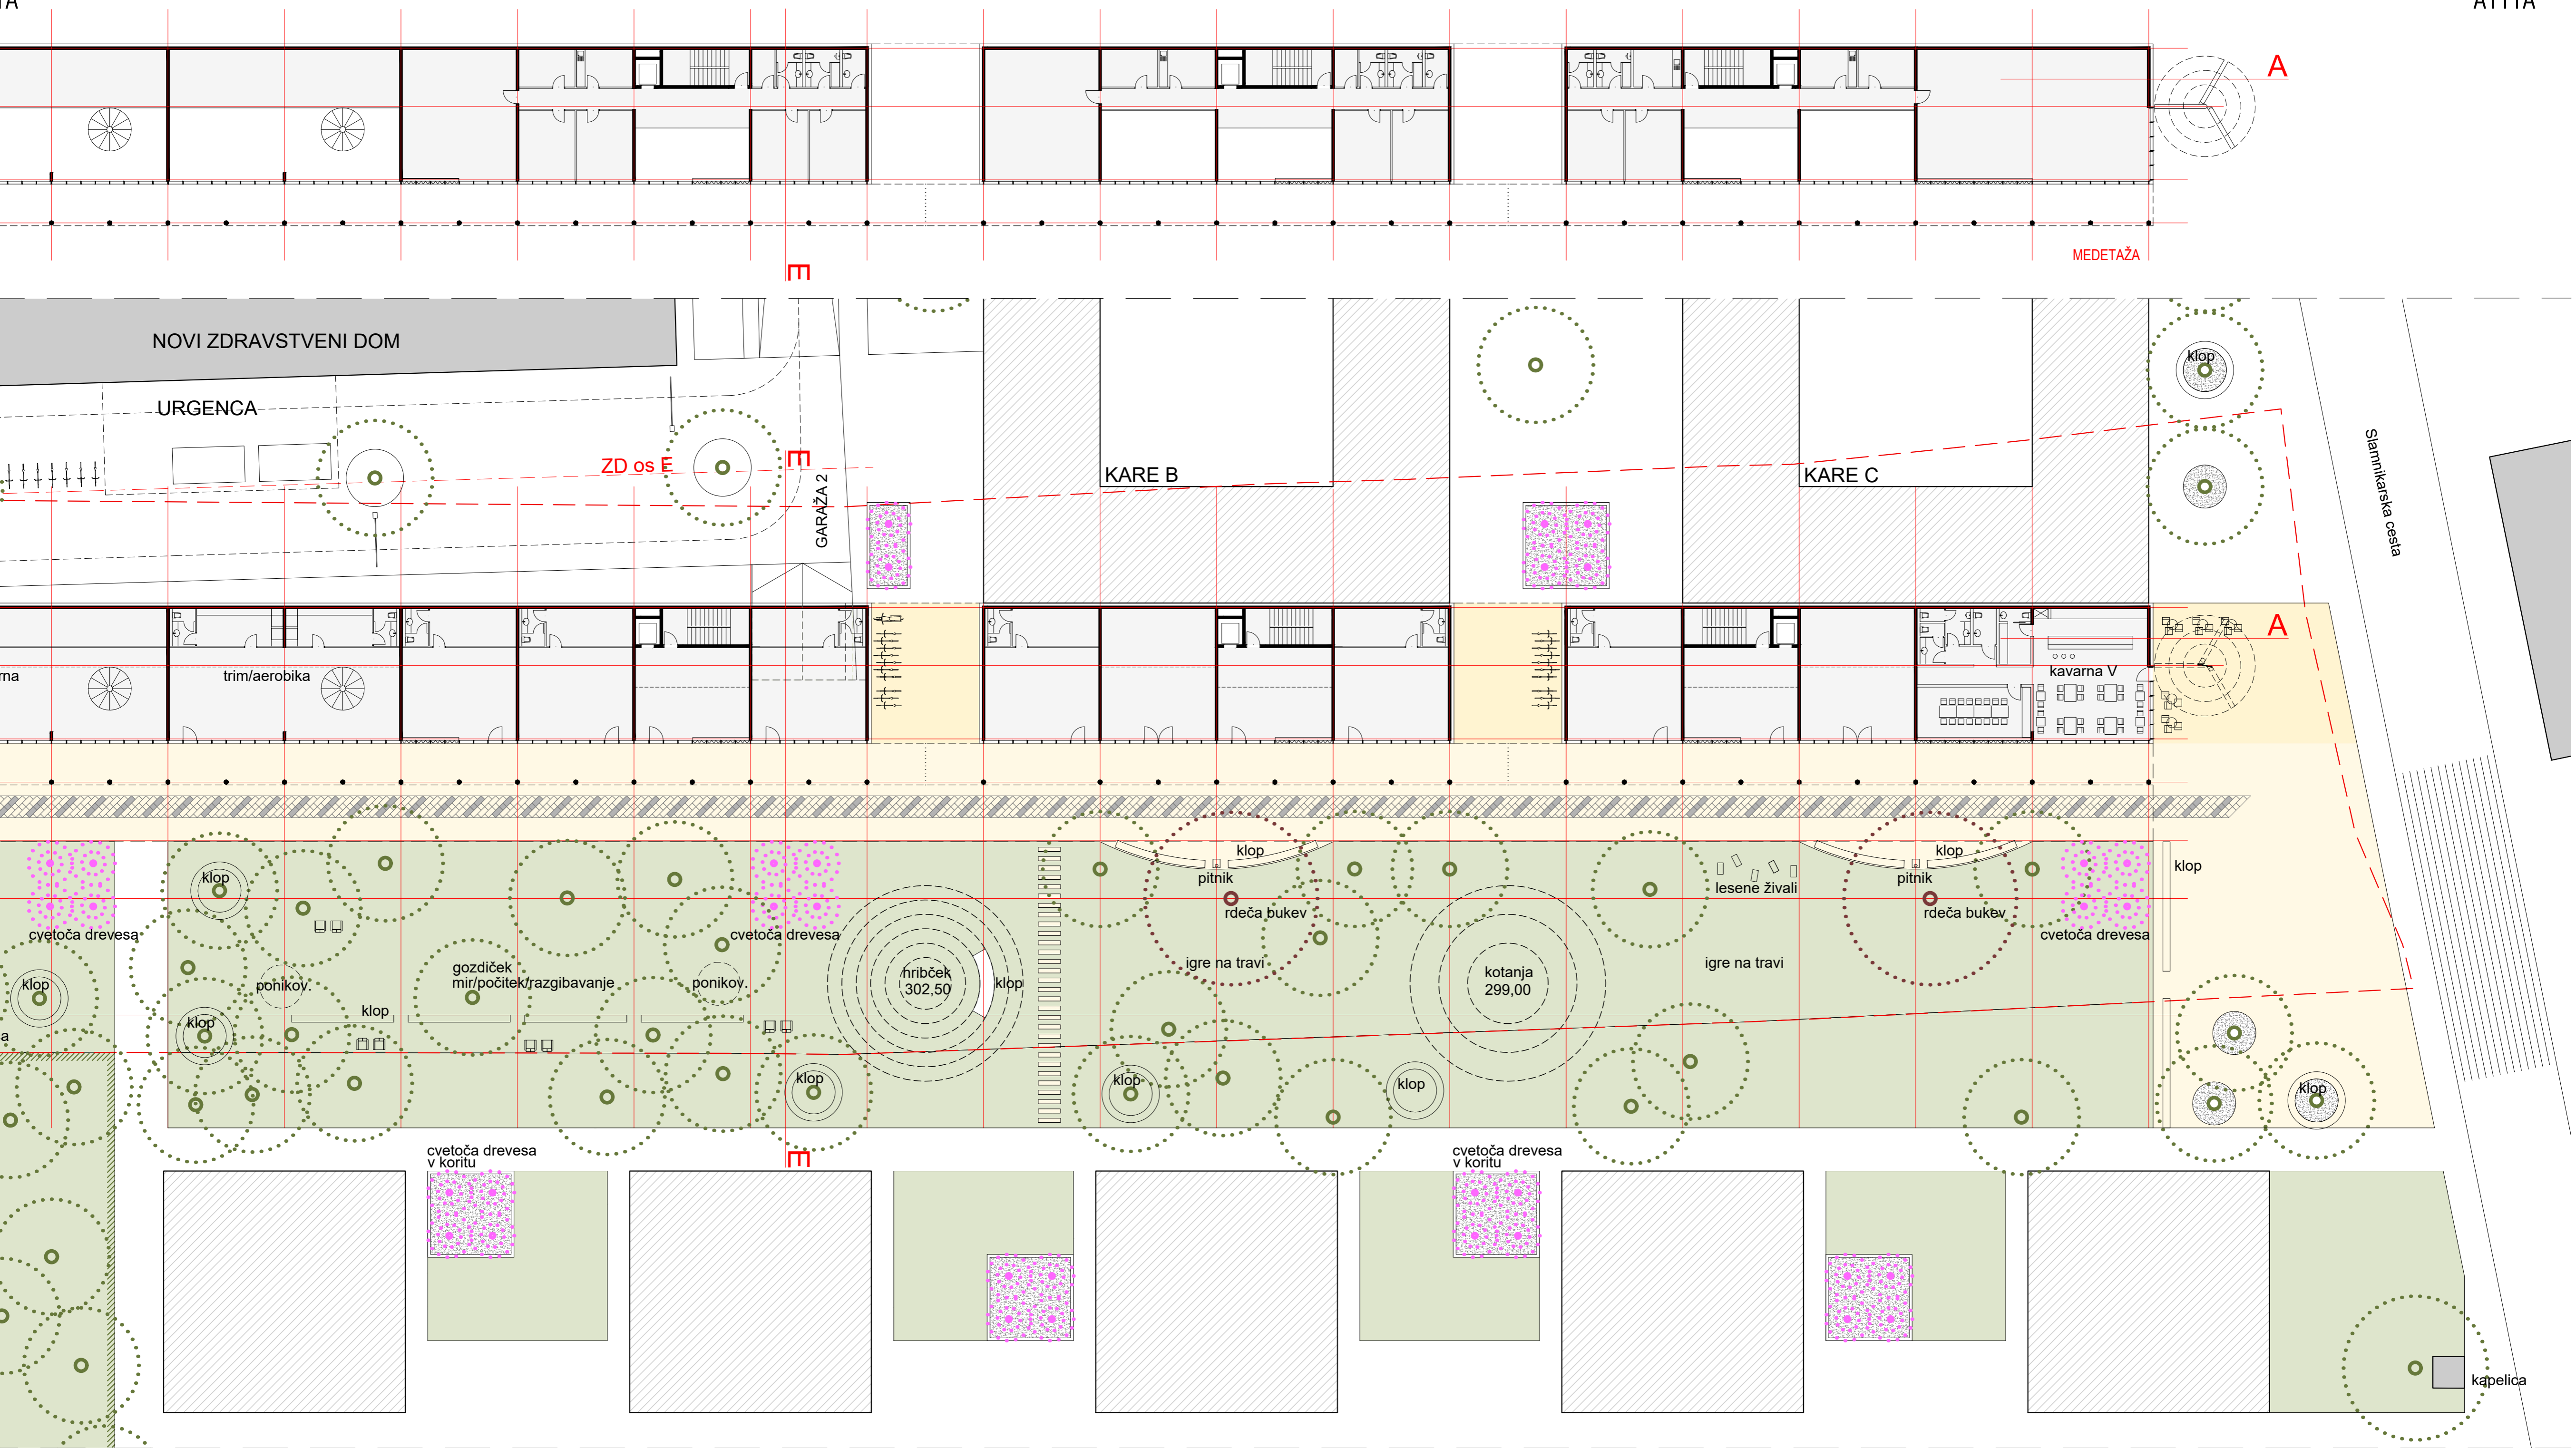 A
MEDETAŽA
E
NOVI ZDRAVSTVENI DOM
URGENCA
ZD os E
E
GARAŽA 2
KARE B
KARE C
klop
Slamnikarska cesta
trim/aerobika
kavarna V
A
klop
cvetoča drevesa
klop
klop
gozdiček
mir/počitek/razgibavanje
ponikov.
klop
cvetoča drevesa
ponikov.
klop
hribček
302,50
klop
klop
pitnik
rdeča bukev
igre na travi
klop
kotanja
299,00
klop
lesene živali
igre na travi
klop
pitnik
rdeča bukev
cvetoča drevesa
klop
klop
E
cvetoča drevesa
v koritu
cvetoča drevesa
v koritu
kapelica